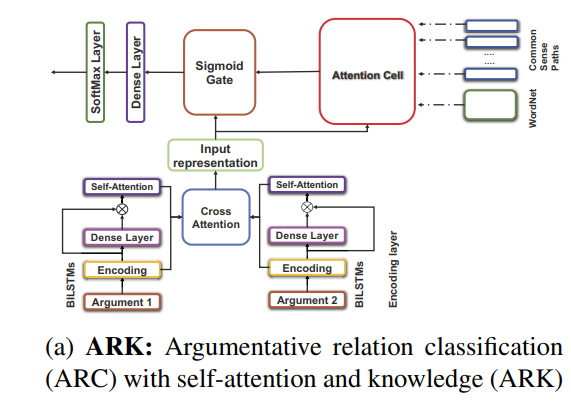 SoftMax Layer
Dense Layer
Sigmoid
Gate
Attention Cell
Common
Sense
Paths
....
....
WordNet
Input
representation
Self-Attention
Cross
Attention
Self-Attention
Dense Layer
Dense Layer
Encoding
Encoding
Argument 1
Argument 2
BILSTMs
BILSTMs
Encoding layer
(a) ARK: Argumentative relation classification
(ARC) with self-attention and knowledge (ARK)